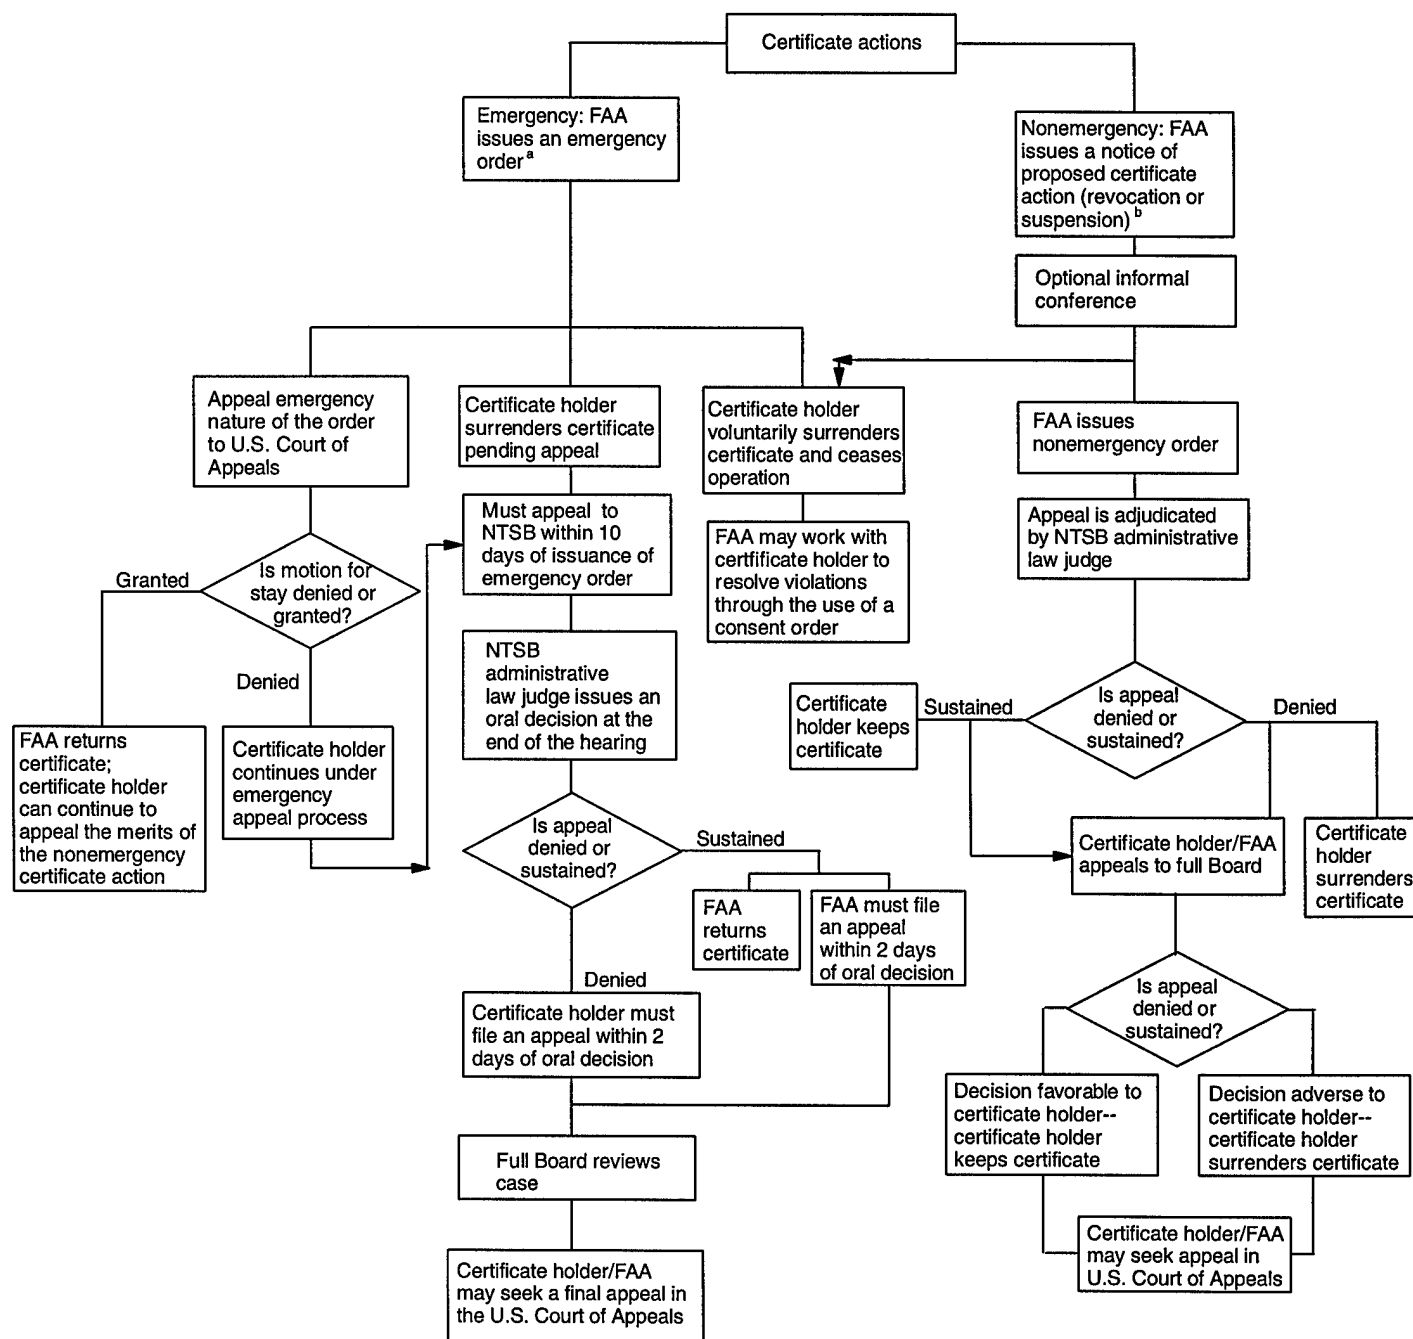 Certificate actions
Emergency: FAA
issues an emergency
order a
Nonemergency: FAA
issues a notice of
proposed certificate
action (revocation or
suspension) b
Optional informal
conference
Appeal emergency
nature of the order
to U.S. Court of
Appeals
Certificate holder
surrenders certificate
pending appeal
Certificate holder
voluntarily surrenders
certificate and ceases
operation
FAA issues
nonemergency order
Must appeal to
NTSB within 10
days of issuance of
emergency order
FAA may work with
certfificate holder to
resolve violations
through the use of a
consent order
Appeal is adjudicated
by NTSB administrative
law judge
Granted
Is motion for
stay denied or
granted?
Denied
NTSB
administrative
law judge issues an
oral decision at the
end of the hearing
Certificate
holder keeps
certificate
Sustained
Is appeal
denied or
sustained?
Denied
FAA returns
certificate;
certificate holder
can continue to
appeal the merits of
the nonemergency
certificate action
Certificate holder
continues under
emergency
appeal process
Is appeal
denied or
sustained?
Sustained
Certificate holder/FAA
appeals to full Board
Certificate
holder
surrenders
certificate
FAA
returns
certificate
FAA must file
an appeal
within 2 days
of oral decision
Denied
Certificate holder must
file an appeal within 2
days of oral decision
Is appeal
denied or
sustained?
Decision favorable to
certificate holder--
certificate holder
keeps certificate
Decision adverse to
certificate holder--
certificate holder
surrenders certificate
Full Board reviews
case
Certificate holder/FAA
may seek appeal in
U.S. Court of Appeals
Certificate holder/FAA
may seek a final appeal in
the U.S. Court of Appeals